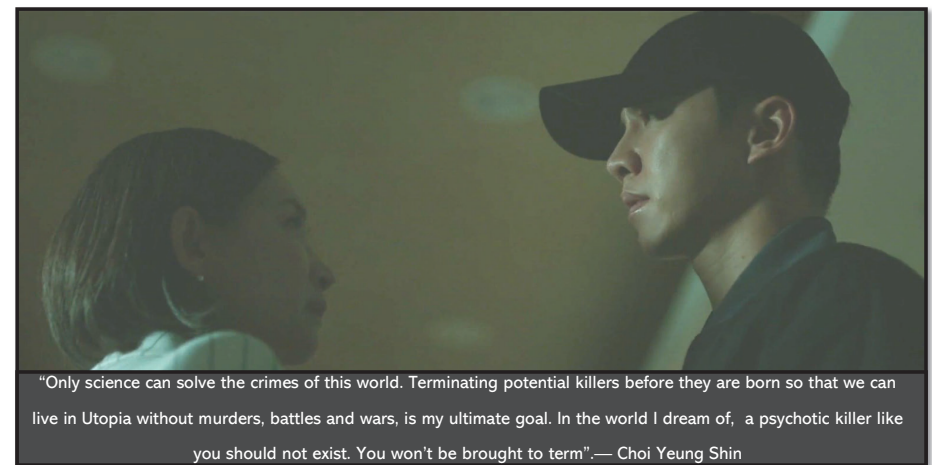 “Only science can solve the crimes of this world. Terminating potential killers before they are born so that we can
live in Utopia without murders, battles and wars, is my ultimate goal. In the world I dream of,  a psychotic killer like
you should not exist. You won’t be brought to term”.— Choi Yeung Shin